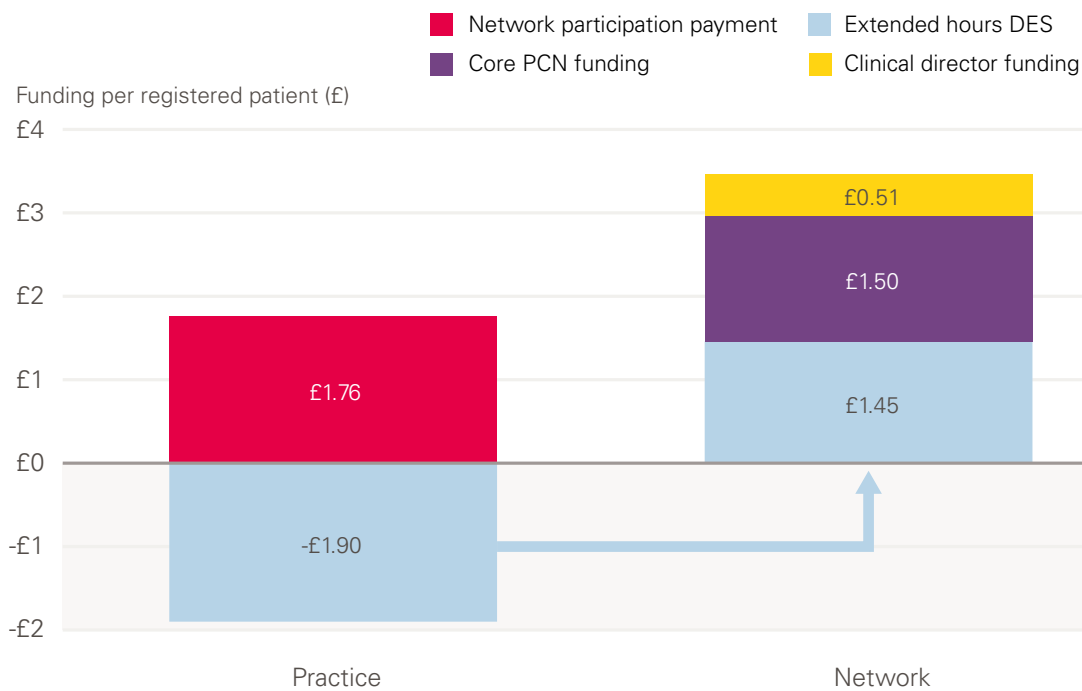 Network participation payment
Extended hours DES
Core PCN funding
Clinical director funding
Funding per registered patient (£)
£4
£3
£2
£1
£0
-£1
-£2
£1.76
-£1.90
£0.51
£1.50
£1.45
Practice
Network